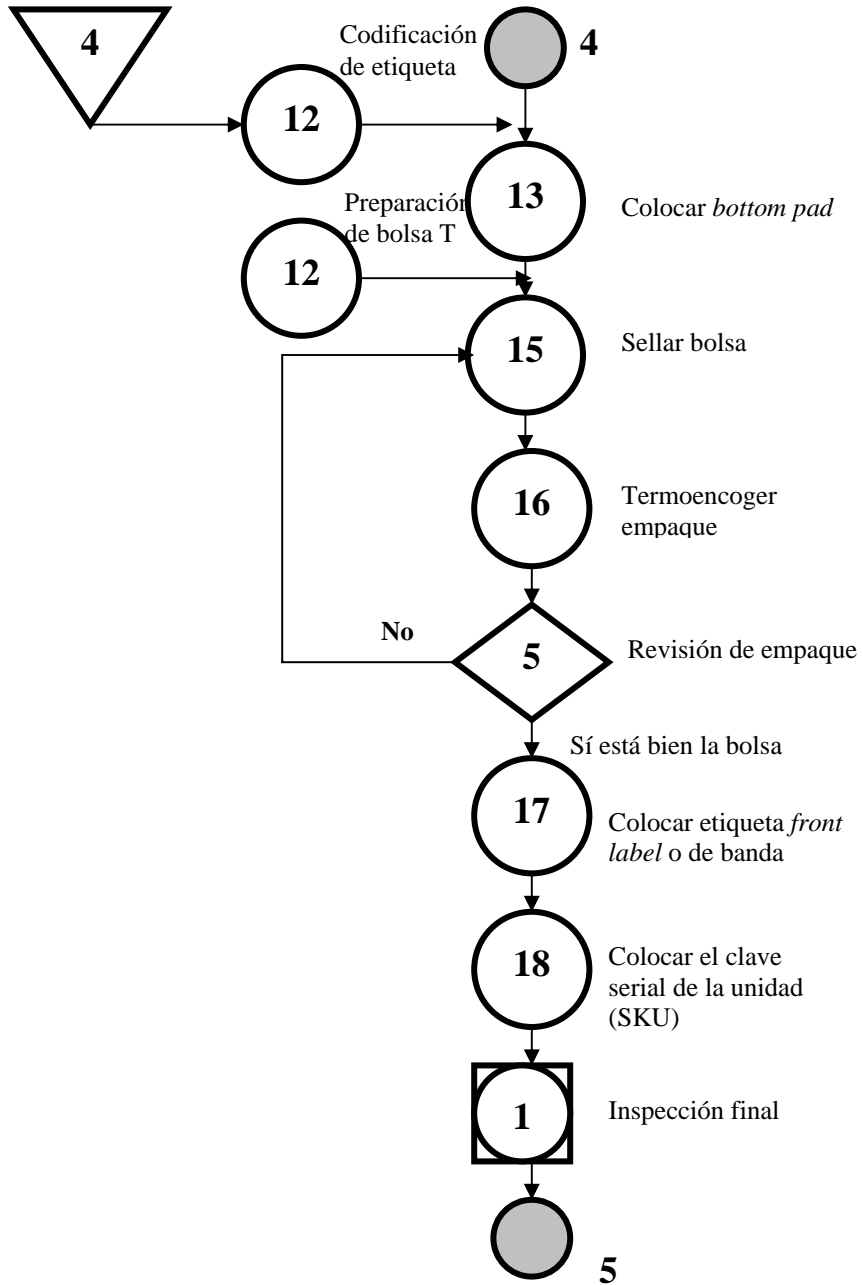 4
Codificación
de etiqueta
4
12
13
Colocar bottom pad
Preparación
de bolsa T
12
15
Sellar bolsa
16
Termoencoger
empaque
No
5
Revisión de empaque
Sí está bien la bolsa
17
Colocar etiqueta front
label o de banda
18
Colocar el clave
serial de la unidad
(SKU)
1
Inspección final
5